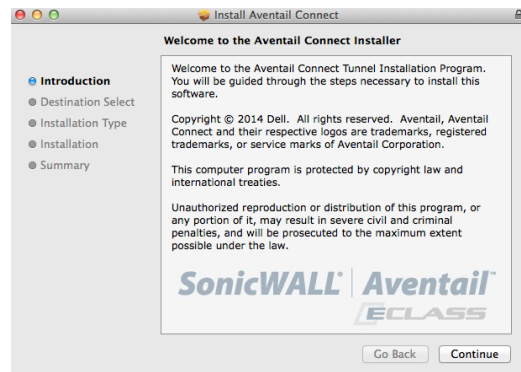 Install Aventail Connect
Welcome to the Aventail Connect Installer
Introduction
Destination Select
Installation Type
Installation
Summary
Welcome to the Aventail Connect Tunnel Installation Program.
You will be guided through the steps necessary to install this
software.
Copyright © 2014 Dell. All rights reserved. Aventail, Aventail
Connect and their respective logos are trademarks, registered
trademarks, or service marks of Aventail Corporation.
This computer program is protected by copyright law and
international treaties.
Unauthorized reproduction or distribution of this program, or
any portion of it, may result in severe civil and criminal
penalties, and will be prosecuted to the maximum extent
possible under the law.
SonicWALL® | Aventail™
ECLASS
Go Back
Continue